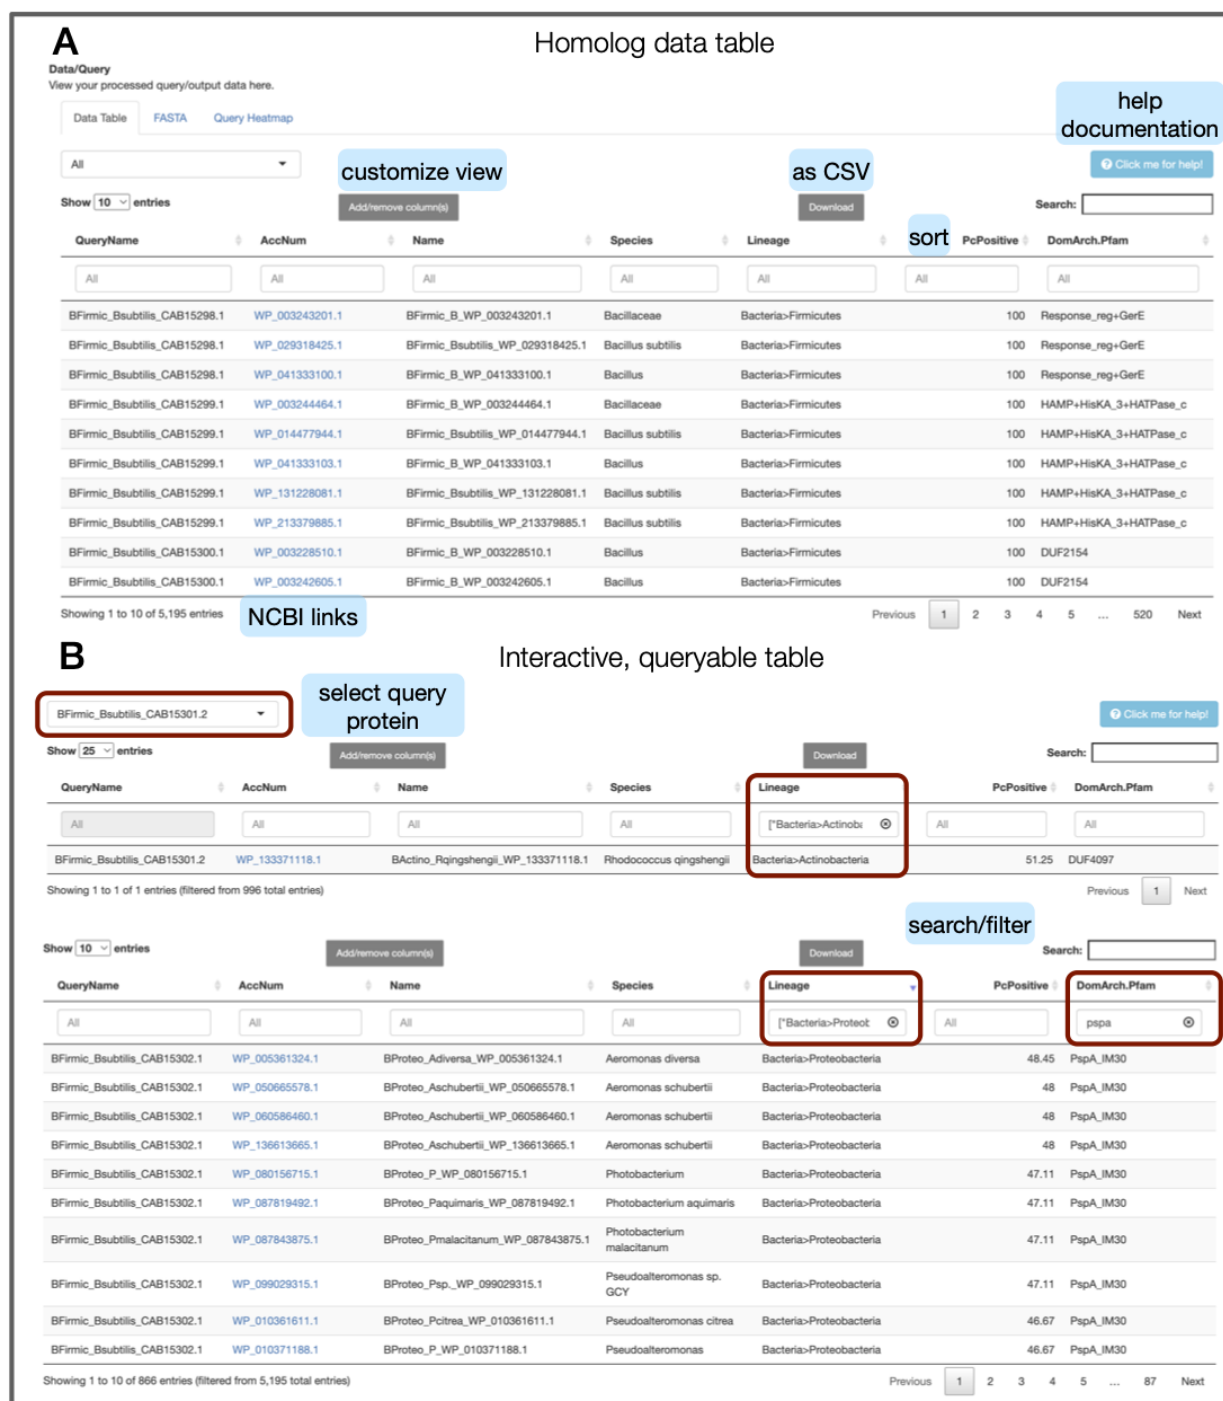 A
Homolog data table
Data/Query
View your processed query/output data here.
Data Table FASTA Query Heatmap
help
documentation
All
customize view
as CSV
Click me for help!
Show 10 entries
Add/remove column(s)
Download
Search:
QueryName AccNum Name Species Lineage sort PcPositive DomArch.Pfam
All All All All All All All
BFirmic_Bsubtilis_CAB15298.1 WP_003243201.1 BFirmic_B_WP_003243201.1 Bacillaceae Bacteria>Firmicutes 100 Response_reg+GerE
BFirmic_Bsubtilis_CAB15298.1 WP_029318425.1 BFirmic_Bsubtilis_WP_029318425.1 Bacillus subtilis Bacteria>Firmicutes 100 Response_reg+GerE
BFirmic_Bsubtilis_CAB15298.1 WP_041333100.1 BFirmic_B_WP_041333100.1 Bacillus Bacteria>Firmicutes 100 Response_reg+GerE
BFirmic_Bsubtilis_CAB15299.1 WP_003244464.1 BFirmic_B_WP_003244464.1 Bacillaceae Bacteria>Firmicutes 100 HAMP+HisKA_3+HATPase_c
BFirmic_Bsubtilis_CAB15299.1 WP_014477944.1 BFirmic_Bsubtilis_WP_014477944.1 Bacillus subtilis Bacteria>Firmicutes 100 HAMP+HisKA_3+HATPase_c
BFirmic_Bsubtilis_CAB15299.1 WP_041333103.1 BFirmic_B_WP_041333103.1 Bacillus Bacteria>Firmicutes 100 HAMP+HisKA_3+HATPase_c
BFirmic_Bsubtilis_CAB15299.1 WP_131228081.1 BFirmic_Bsubtilis_WP_131228081.1 Bacillus subtilis Bacteria>Firmicutes 100 HAMP+HisKA_3+HATPase_c
BFirmic_Bsubtilis_CAB15299.1 WP_213379885.1 BFirmic_Bsubtilis_WP_213379885.1 Bacillus subtilis Bacteria>Firmicutes 100 HAMP+HisKA_3+HATPase_c
BFirmic_Bsubtilis_CAB15300.1 WP_003228510.1 BFirmic_B_WP_003228510.1 Bacillus Bacteria>Firmicutes 100 DUF2154
BFirmic_Bsubtilis_CAB15300.1 WP_003242605.1 BFirmic_B_WP_003242605.1 Bacillus Bacteria>Firmicutes 100 DUF2154
Showing 1 to 10 of 5,195 entries
NCBI links
Previous 1 2 3 4 5 ... 520 Next
B
Interactive, queryable table
BFirmic_Bsubtilis_CAB15301.2
select query
protein
Click me for help!
Show 25 entries
Add/remove column(s)
Download
Search:
QueryName AccNum Name Species Lineage PcPositive DomArch.Pfam
All All All All ["Bacteria>Actinoba All All
BFirmic_Bsubtilis_CAB15301.2 WP_133371118.1 BActino_Rqingshengii_WP_133371118.1 Rhodococcus qingshengii Bacteria>Actinobacteria 51.25 DUF4097
Showing 1 to 1 of 1 entries (filtered from 996 total entries)
Previous 1 Next
search/filter
Show 10 entries
Add/remove column(s)
Download
Search:
QueryName AccNum Name Species Lineage PcPositive DomArch.Pfam
All All All All ["Bacteria>Proteot All pspa
BFirmic_Bsubtilis_CAB15302.1 WP_005361324.1 BProteo_Adiversa_WP_005361324.1 Aeromonas diversa Bacteria>Proteobacteria 48.45 PspA_IM30
BFirmic_Bsubtilis_CAB15302.1 WP_050665578.1 BProteo_Aschubertii_WP_050665578.1 Aeromonas schubertii Bacteria>Proteobacteria 48 PspA_IM30
BFirmic_Bsubtilis_CAB15302.1 WP_060586460.1 BProteo_Aschubertii_WP_060586460.1 Aeromonas schubertii Bacteria>Proteobacteria 48 PspA_IM30
BFirmic_Bsubtilis_CAB15302.1 WP_136613665.1 BProteo_Aschubertii_WP_136613665.1 Aeromonas schubertii Bacteria>Proteobacteria 48 PspA_IM30
BFirmic_Bsubtilis_CAB15302.1 WP_080156715.1 BProteo_P_WP_080156715.1 Photobacterium Bacteria>Proteobacteria 47.11 PspA_IM30
BFirmic_Bsubtilis_CAB15302.1 WP_087819492.1 BProteo_Paquimaris_WP_087819492.1 Photobacterium aquimaris Bacteria>Proteobacteria 47.11 PspA_IM30
BFirmic_Bsubtilis_CAB15302.1 WP_087843875.1 BProteo_Pmalacitanum_WP_087843875.1 Photobacterium malacitanum Bacteria>Proteobacteria 47.11 PspA_IM30
BFirmic_Bsubtilis_CAB15302.1 WP_099029315.1 BProteo_Psp._WP_099029315.1 Pseudoalteromonas sp. GCY Bacteria>Proteobacteria 47.11 PspA_IM30
BFirmic_Bsubtilis_CAB15302.1 WP_010361611.1 BProteo_Pcitrea_WP_010361611.1 Pseudoalteromonas citrea Bacteria>Proteobacteria 46.67 PspA_IM30
BFirmic_Bsubtilis_CAB15302.1 WP_010371188.1 BProteo_P_WP_010371188.1 Pseudoalteromonas Bacteria>Proteobacteria 46.67 PspA_IM30
Showing 1 to 10 of 866 entries (filtered from 5,195 total entries)
Previous 1 2 3 4 5 ... 87 Next